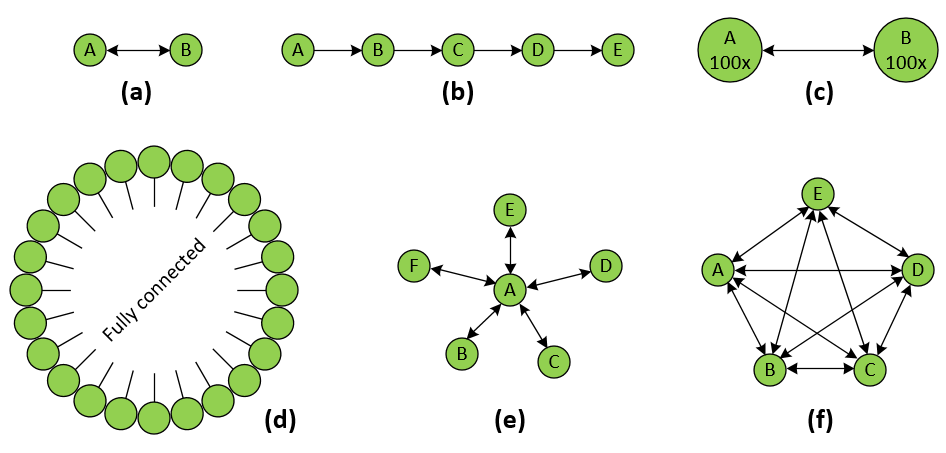 A B
(a)
A B C D E
(b)
A
100x
B
100x
(c)
Fully connected
(d)
E
F
D
A
B
C
(e)
E
A
D
B
C
(f)